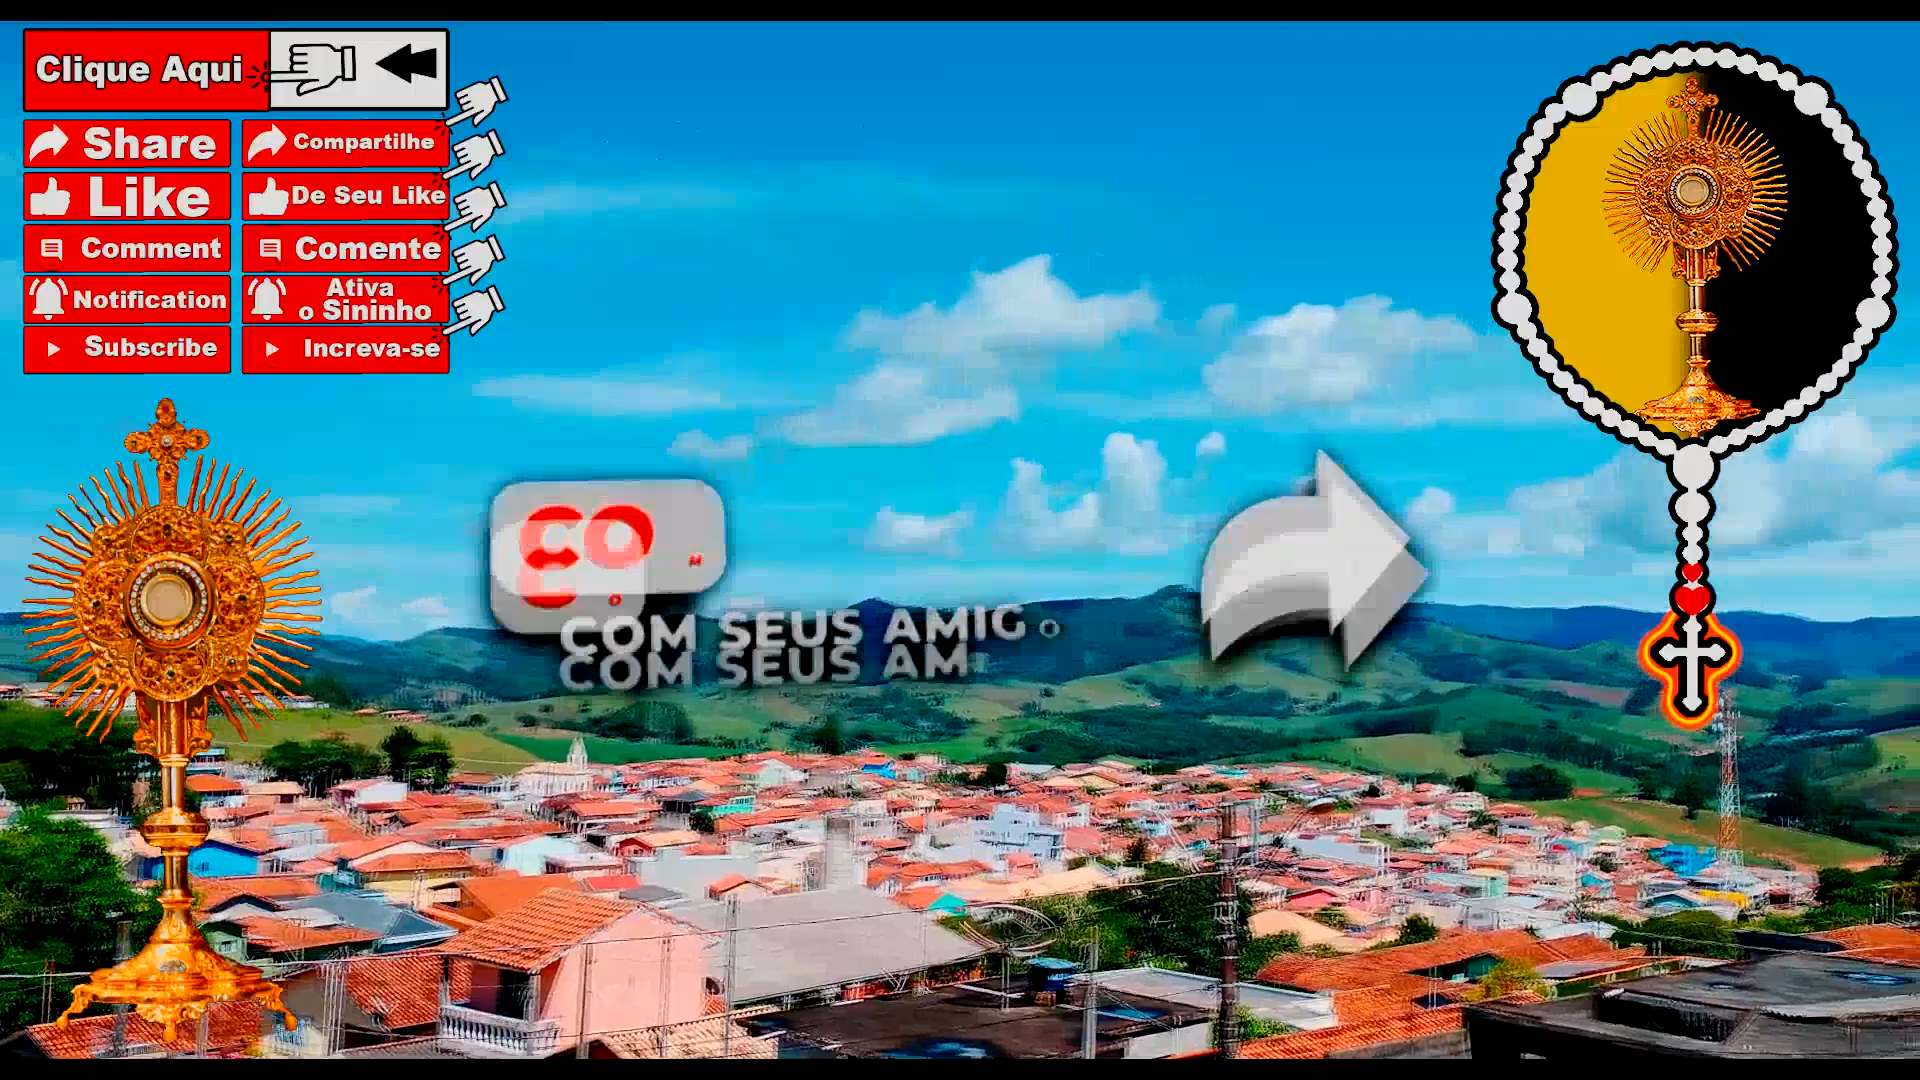 Clique Aqui
Share
Compartilhe
Like
De Seu Like
Comment
Comente
Notification
Ativa
o Sininho
Subscribe
Increva-se
CO M
C O
COM SEUS AMIG O
COM SEUS AM